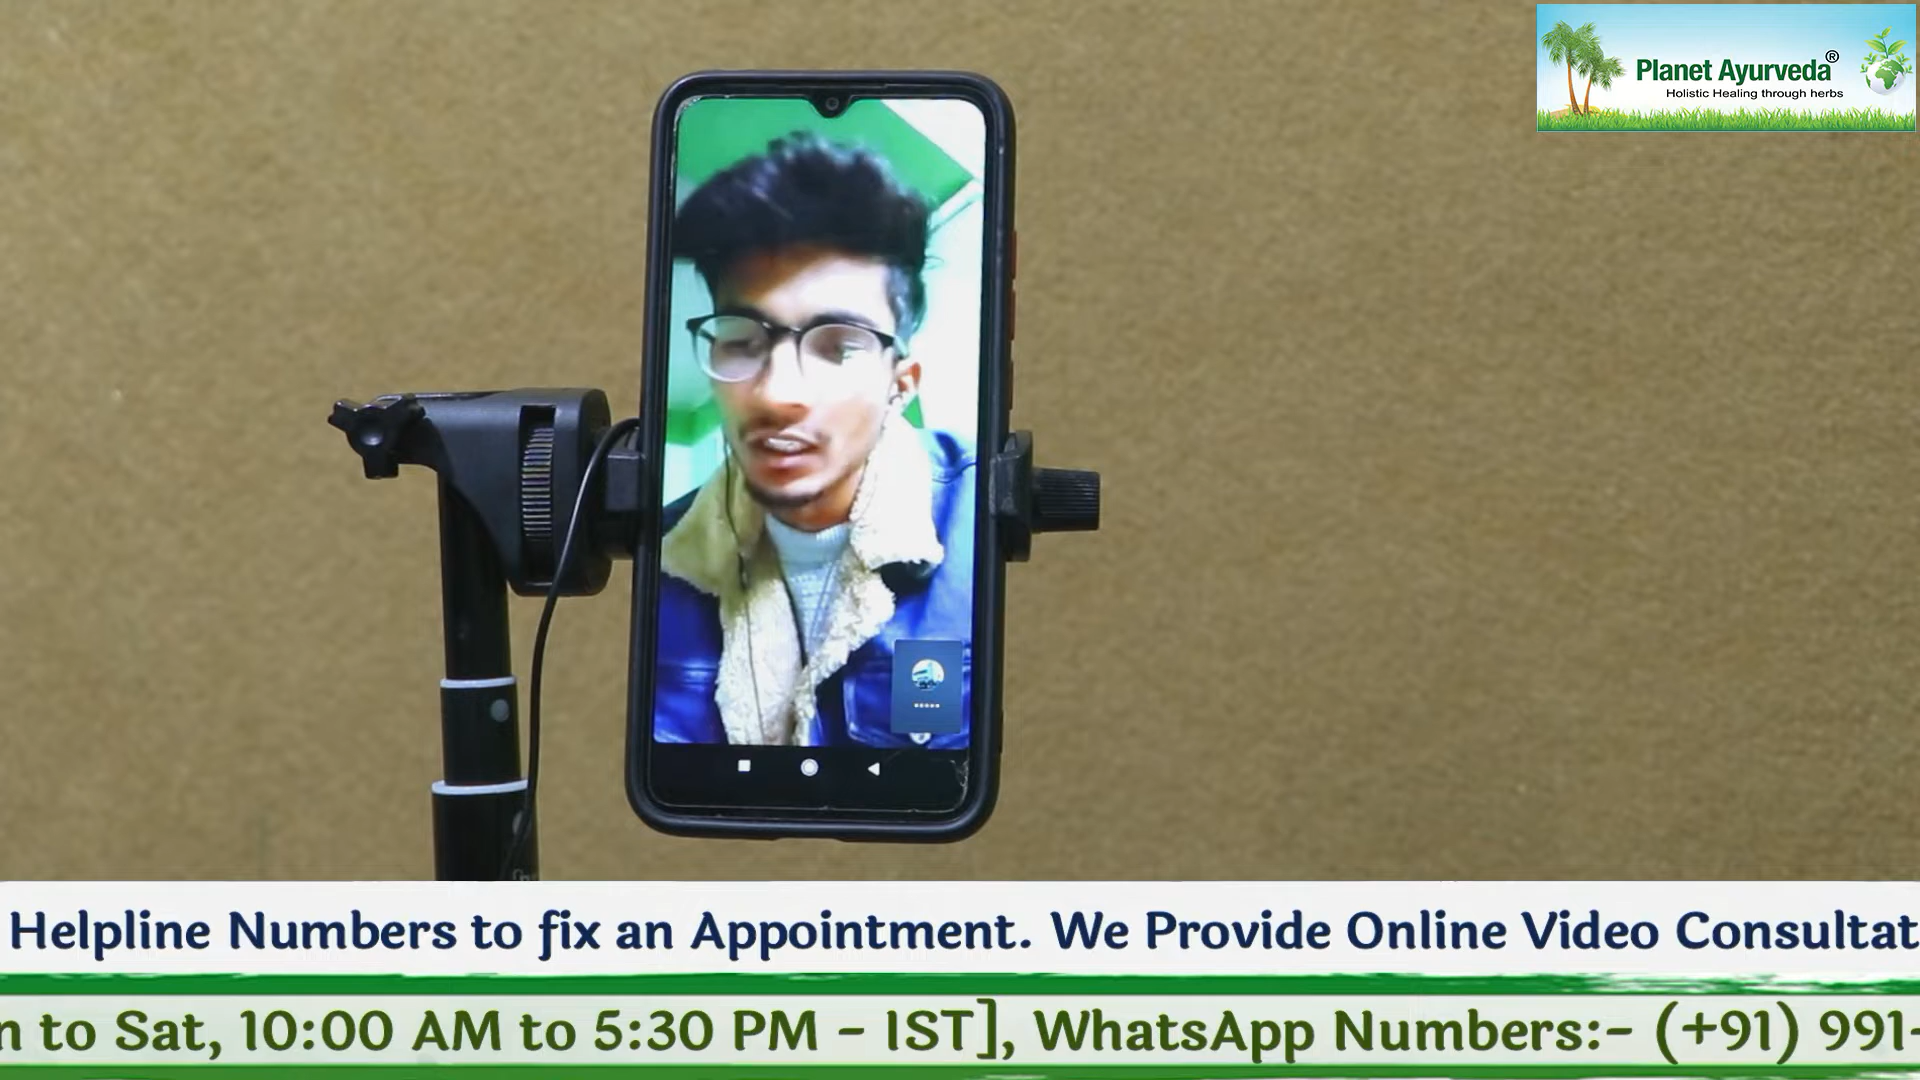 Planet Ayurveda®
Holistic Healing through herbs
Helpline Numbers to fix an Appointment. We Provide Online Video Consultat
n to Sat, 10:00 AM to 5:30 PM - IST], WhatsApp Numbers:- (+91) 991-